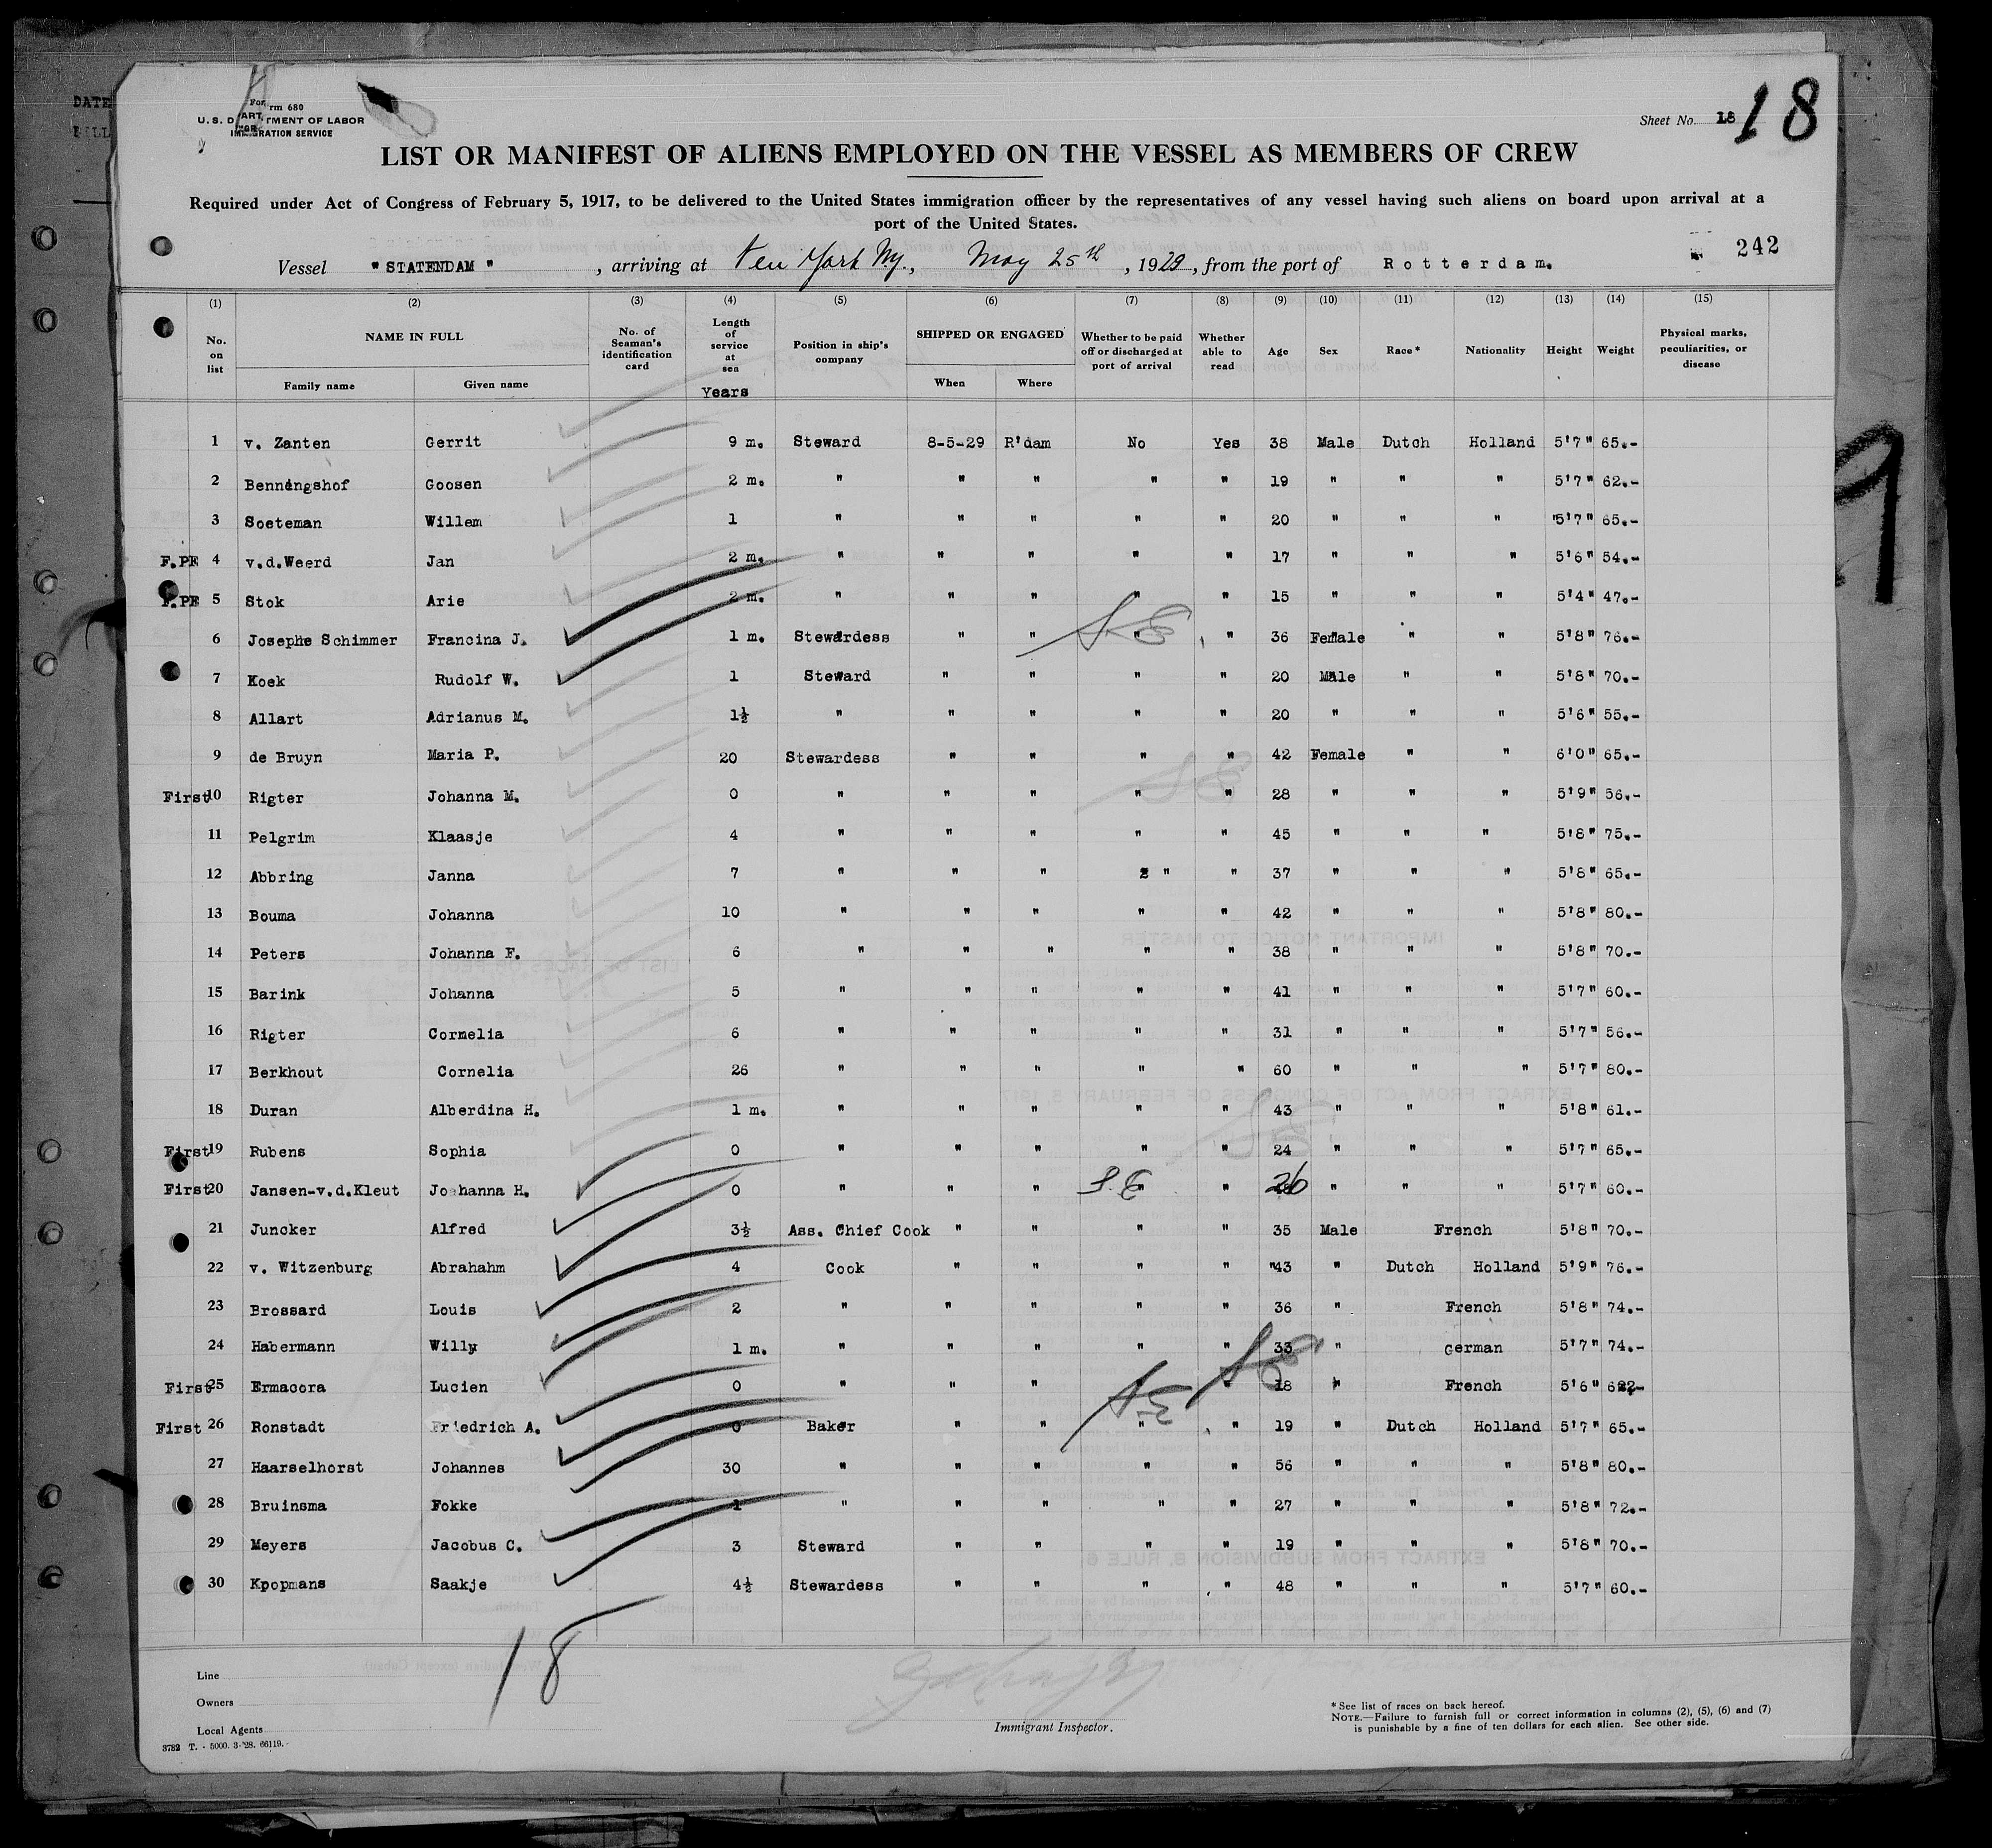 Form 680
U. S. DEPARTMENT OF LABOR
IMMIGRATION SERVICE
Sheet No. 18 18
LIST OR MANIFEST OF ALIENS EMPLOYED ON THE VESSEL AS MEMBERS OF CREW
Required under Act of Congress of February 5, 1917, to be delivered to the United States immigration officer by the representatives of any vessel having such aliens on board upon arrival at a
port of the United States.
242
Vessel "STATENDAM", arriving at New York Ny., May 25th, 1929, from the port of Rotterdam.
(1) (2) (3) (4) (5) (6) (7) (8) (9) (10) (11) (12) (13) (14) (15)
No. on list NAME IN FULL Family name Given name No. of Seaman's identification card Length of service at sea Years Position in ship's company SHIPPED OR ENGAGED When Where Whether to be paid off or discharged at port of arrival Whether able to read Age Sex Race* Nationality Height Weight Physical marks, peculiarities, or disease
1 v. Zanten Gerrit 9 m. Steward 8-5-29 R'dam No Yes 38 Male Dutch Holland 5'7" 65.-
2 Benningshof Goosen 2 m. " " " " " 19 " " " 5'7" 62.-
3 Soeteman Willem 1 " " " " " 20 " " " "5'7" 65.-
F.PE 4 v.d.Weerd Jan 2 m. " " " " " 17 " " " 5'6" 54.-
F.PE 5 Stok Arie 2 m. " " " " " 15 " " " 5'4" 47.-
6 Josephs Schimmer Francina J. 1 m. Stewardess " " " " 36 Female " " 5'8" 76.-
7 Koek Rudolf W. 1 Steward " " " " 20 Male " " 5'8" 70.-
8 Allart Adrianus M. 1½ " " " " " 20 " " " 5'6" 55.-
9 de Bruyn Maria P. 20 Stewardess " " " " 42 Female " " 6'0" 65.-
First 10 Rigter Johanna M. 0 " " " " " 28 " " " 5'9" 56.-
11 Pelgrim Klaasje 4 " " " " " 45 " " " 5'8" 75.-
12 Abbring Janna 7 " " " " " 37 " " " 5'8" 65.-
13 Bouma Johanna 10 " " " " " 42 " " " 5'8" 80.-
14 Peters Johanna F. 6 " " " " " 38 " " " 5'8" 70.-
15 Barink Johanna 5 " " " " " 41 " " " 5'7" 60.-
16 Rigter Cornelia 6 " " " " " 31 " " " 5'7" 56.-
17 Berkhout Cornelia 26 " " " " " 60 " " " 5'7" 80.-
18 Duran Alberdina H. 1 m. " " " " " 43 " " " 5'8" 61.-
First 19 Rubens Sophia 0 " " " " " 24 " " " 5'7" 65.-
First 20 Jansen-v.d.Kleut Johanna H. 0 " " " " " 26 " " " 5'7" 60.-
21 Juncker Alfred 3½ Ass. Chief Cook " " " " 35 Male French 5'8" 70.-
22 v. Witzenburg Abrahahm 4 Cook " " " " "43 " Dutch Holland 5'9" 76.-
23 Brossard Louis 2 " " " " " 36 " French 5'8" 74.-
24 Habermann Willy 1 m. " " " " " 33 " German 5'7" 74.-
First 25 Ermacora Lucien 0 " " " " " 18 " French 5'6"
First 26 Ronstadt Friedrich A. 0 Baker " " " " 19 " Dutch Holland 5'7" 65.-
27 Haarselhorst Johannes 30 " " " " " 56 " " " 5'8" 80.-
28 Bruinsma Fokke 1 " " " " " 27 " " " 5'8" 72.-
29 Meyers Jacobus C. 3 Steward " " " " 19 " " " 5'8" 70.-
30 Kpopmans Saakje 4½ Stewardess " " " " 48 " " " 5'7" 60.-
18
Line
Owners
Local Agents
Immigrant Inspector.
* See list of races on back hereof.
NOTE.—Failure to furnish full or correct information in columns (2), (5), (6) and (7)
is punishable by a fine of ten dollars for each alien. See other side.
3782 T. - 5000. 3-'28. 66119.